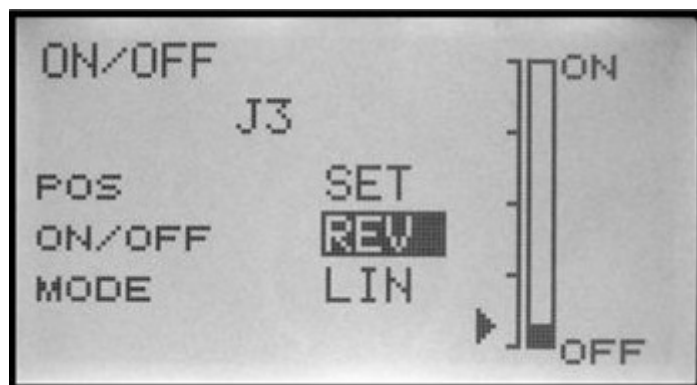 ON/OFF
J3
POS SET
ON/OFF REV
MODE LIN
ON
OFF